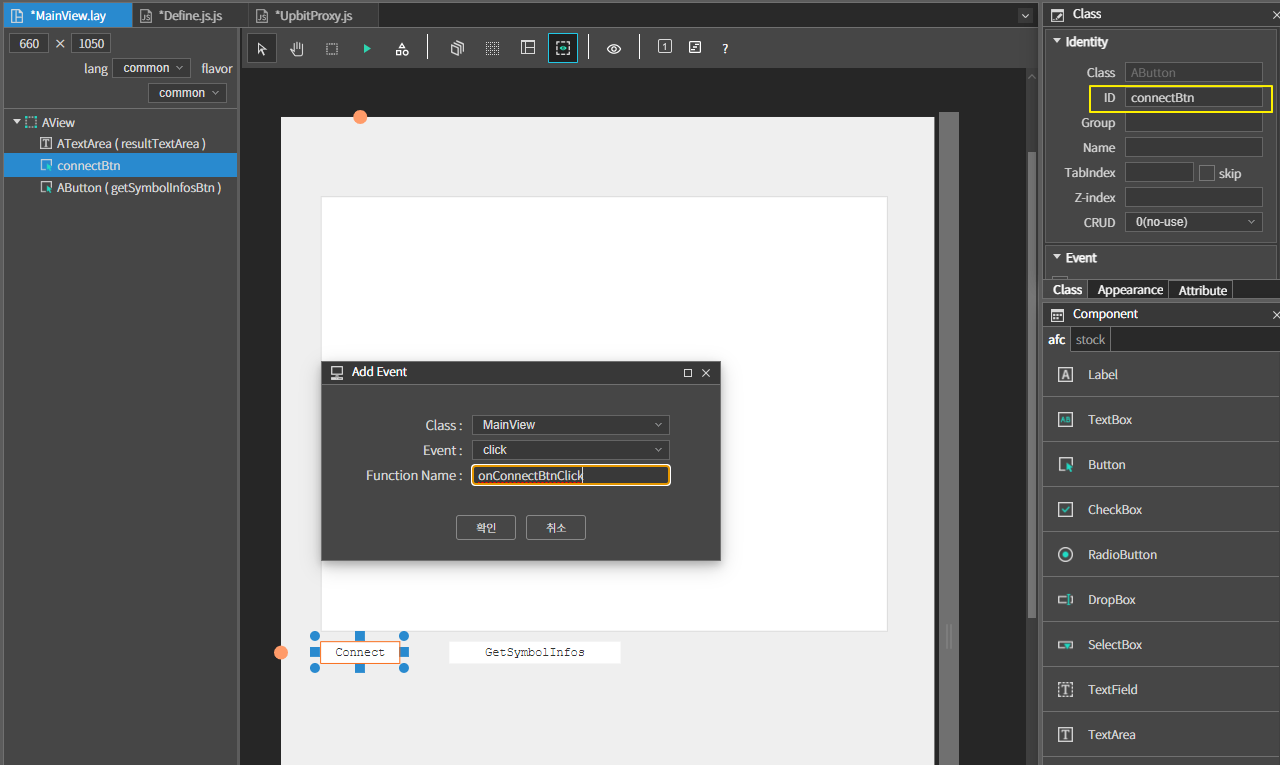 *MainView.lay
*Define.js.js
*UpbitProxy.js
660 × 1050
lang common flavor
common
AView
ATextArea ( resultTextArea )
connectBtn
AButton ( getSymbolInfosBtn )
1
?
Add Event
Class : MainView
Event : click
Function Name : onConnectBtnClick
확인
취소
Connect
GetSymbolInfos
Class
Identity
Class AButton
ID connectBtn
Group
Name
TabIndex skip
Z-index
CRUD 0(no-use)
Event
Class Appearance Attribute
Component
afc stock
A Label
AB TextBox
Button
CheckBox
RadioButton
DropBox
SelectBox
T TextField
T TextArea